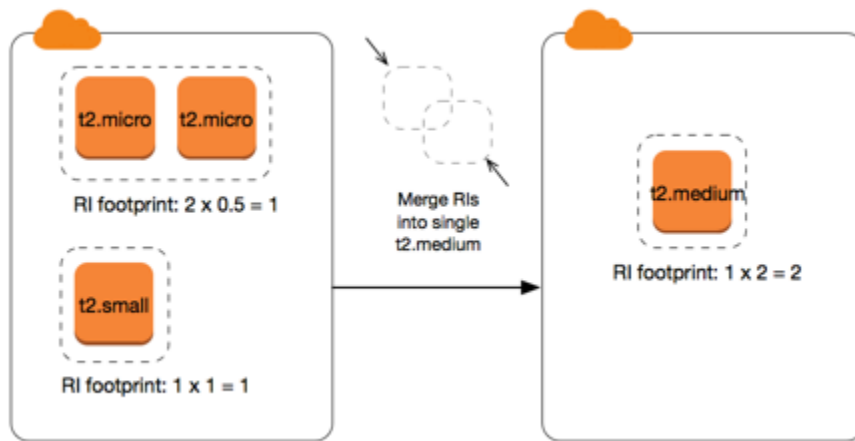 t2.micro t2.micro
RI footprint: 2 x 0.5 = 1
t2.small
RI footprint: 1 x 1 = 1
Merge RIs
into single
t2.medium
t2.medium
RI footprint: 1 x 2 = 2